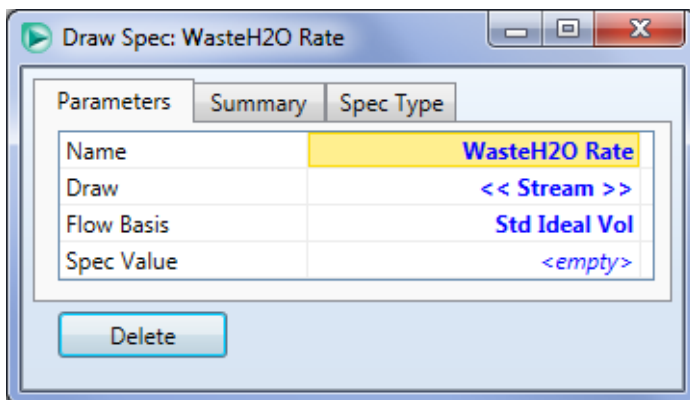 Draw Spec: WasteH2O Rate
Parameters Summary Spec Type
Name WasteH2O Rate
Draw << Stream >>
Flow Basis Std Ideal Vol
Spec Value <empty>
Delete